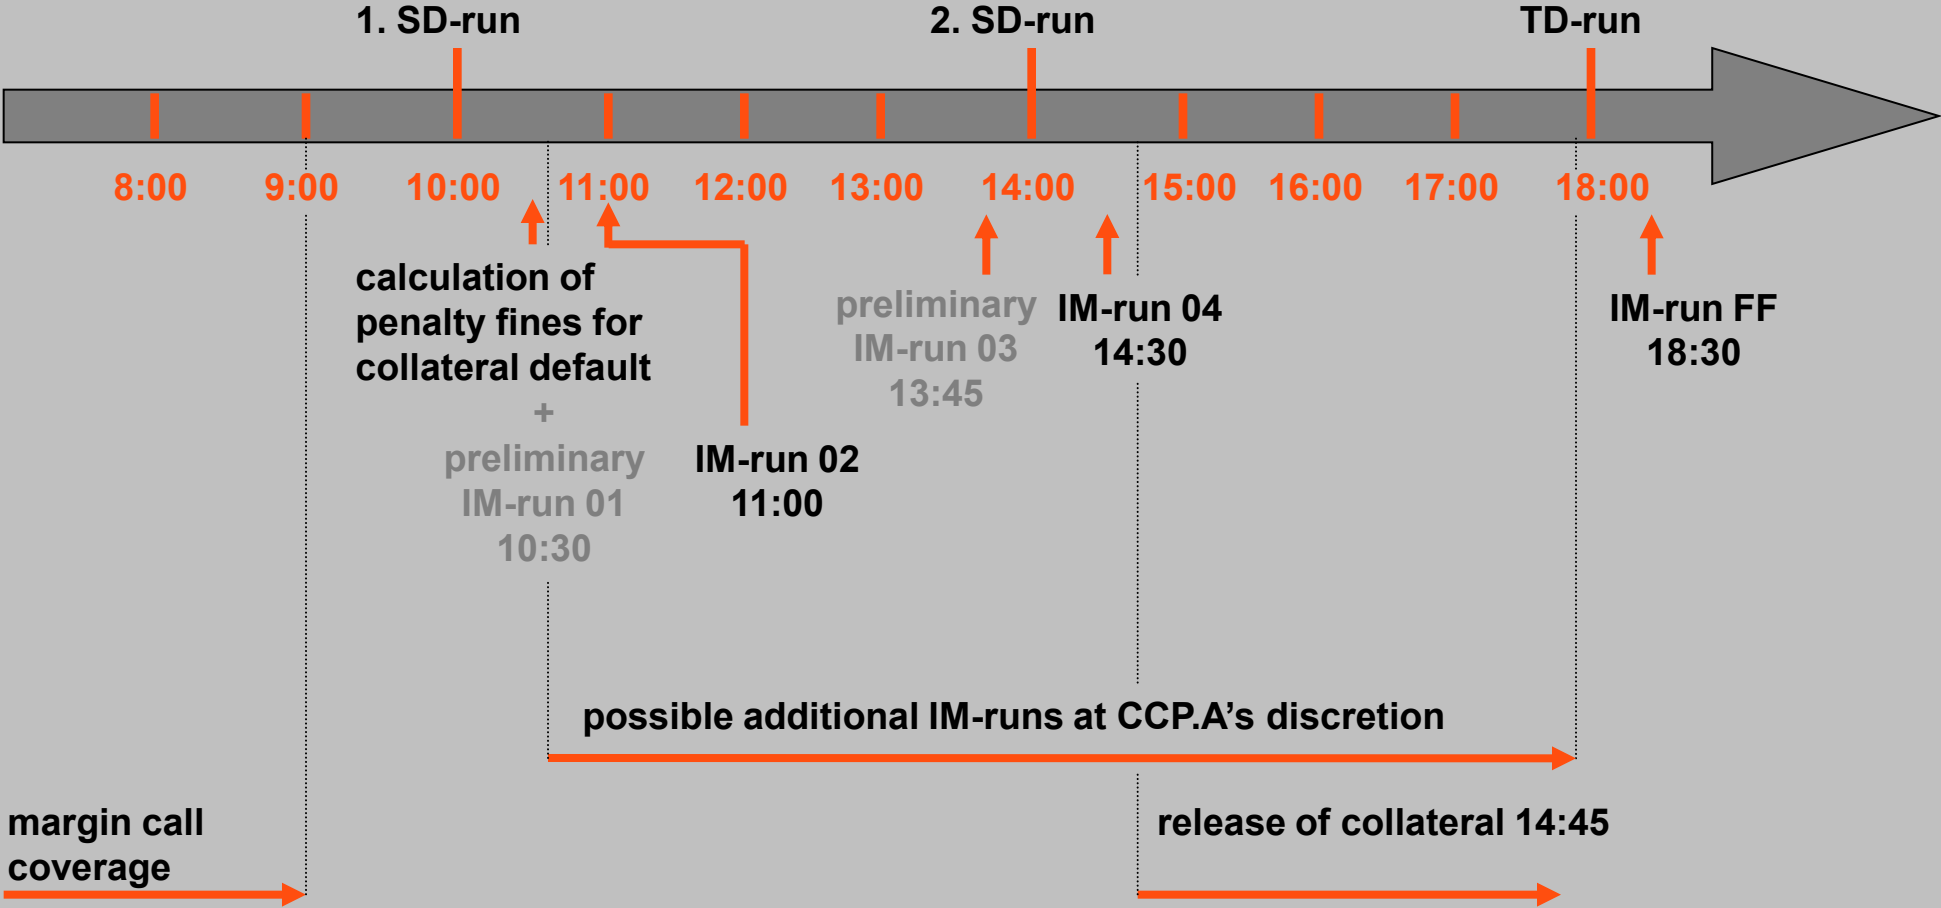 1. SD-run
2. SD-run
TD-run
8:00
9:00
10:00
11:00
12:00
13:00
14:00
15:00
16:00
17:00
18:00
calculation of
penalty fines for
collateral default
+
preliminary
IM-run 01
10:30
IM-run 02
11:00
preliminary
IM-run 03
13:45
IM-run 04
14:30
IM-run FF
18:30
possible additional IM-runs at CCP.A’s discretion
margin call
coverage
release of collateral 14:45